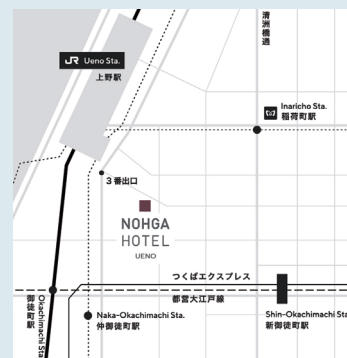 清洲橋通
JR Ueno Sta.
上野駅
Inaricho Sta.
稲荷町駅
3番出口
NOHGA
HOTEL
UENO
つくばエクスプレス
都営大江戸線
御徒町駅
Okachimachi Sta
Naka-Okachimachi Sta.
仲御徒町駅
Shin-Okachimachi Sta.
新御徒町駅